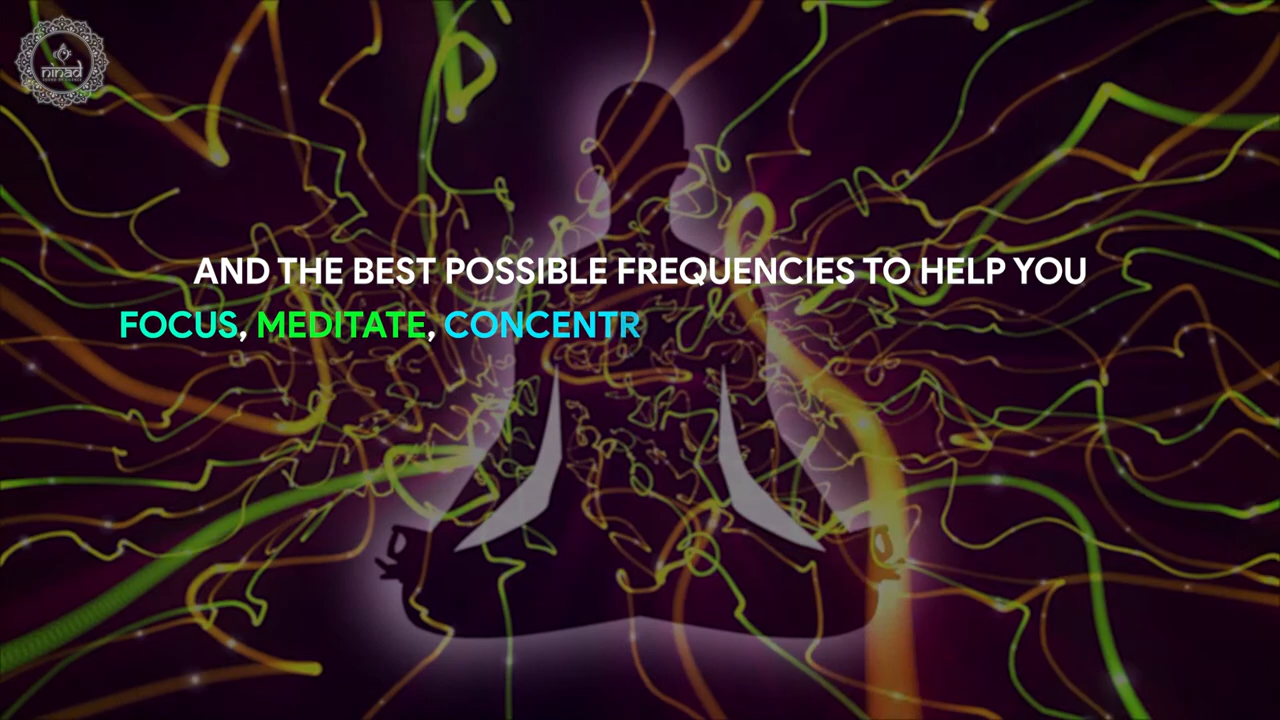 ninad
AND THE BEST POSSIBLE FREQUENCIES TO HELP YOU
FOCUS, MEDITATE, CONCENTR